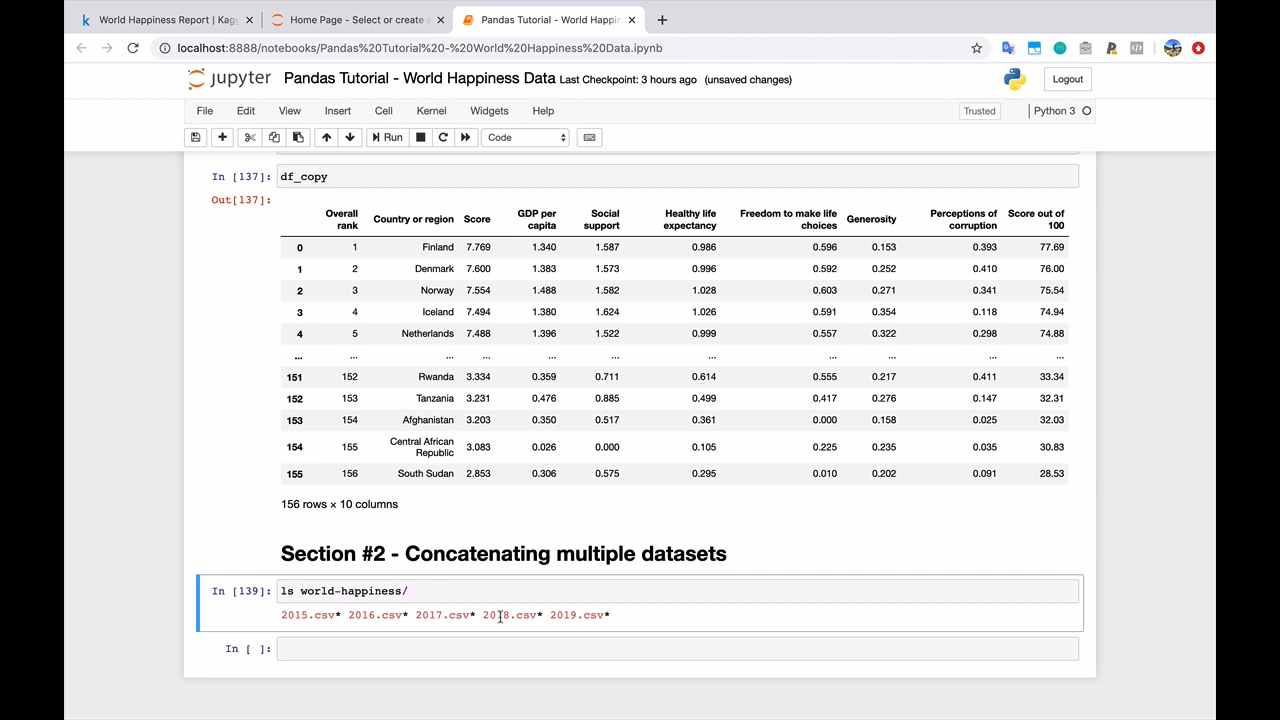 World Happiness Report | Kag
Home Page - Select or create a
Pandas Tutorial - World Happin
localhost:8888/notebooks/Pandas%20Tutorial%20-%20World%20Happiness%20Data.ipynb
jupyter Pandas Tutorial - World Happiness Data Last Checkpoint: 3 hours ago (unsaved changes) Logout
File Edit View Insert Cell Kernel Widgets Help Trusted Python 3
Run Code
In [137]: df_copy
Out[137]:
Overall rank Country or region Score GDP per capita Social support Healthy life expectancy Freedom to make life choices Generosity Perceptions of corruption Score out of 100
0 1 Finland 7.769 1.340 1.587 0.986 0.596 0.153 0.393 77.69
1 2 Denmark 7.600 1.383 1.573 0.996 0.592 0.252 0.410 76.00
2 3 Norway 7.554 1.488 1.582 1.028 0.603 0.271 0.341 75.54
3 4 Iceland 7.494 1.380 1.624 1.026 0.591 0.354 0.118 74.94
4 5 Netherlands 7.488 1.396 1.522 0.999 0.557 0.322 0.298 74.88
... ... ... ... ... ... ... ... ... ... ...
151 152 Rwanda 3.334 0.359 0.711 0.614 0.555 0.217 0.411 33.34
152 153 Tanzania 3.231 0.476 0.885 0.499 0.417 0.276 0.147 32.31
153 154 Afghanistan 3.203 0.350 0.517 0.361 0.000 0.158 0.025 32.03
154 155 Central African Republic 3.083 0.026 0.000 0.105 0.225 0.235 0.035 30.83
155 156 South Sudan 2.853 0.306 0.575 0.295 0.010 0.202 0.091 28.53
156 rows × 10 columns
Section #2 - Concatenating multiple datasets
In [139]: ls world-happiness/
2015.csv* 2016.csv* 2017.csv* 2018.csv* 2019.csv*
In [ ]: